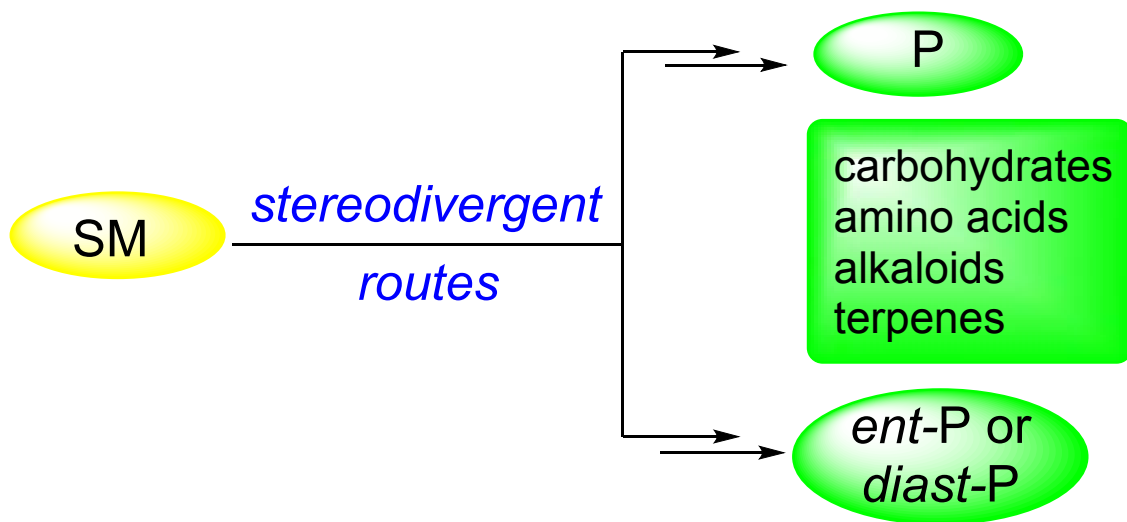 SM
stereodivergent
routes
P
carbohydrates
amino acids
alkaloids
terpenes
ent-P or
diast-P